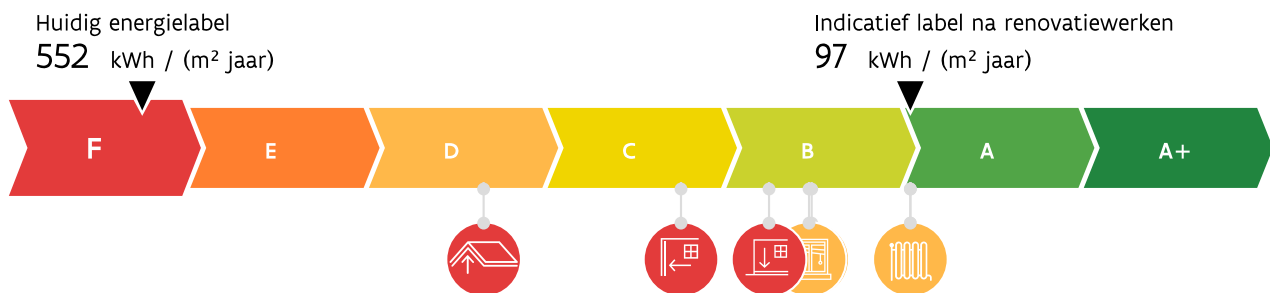 Huidig energielabel
552 kWh / (m² jaar)
Indicatief label na renovatiewerken
97 kWh / (m² jaar)
F E D C B A A+